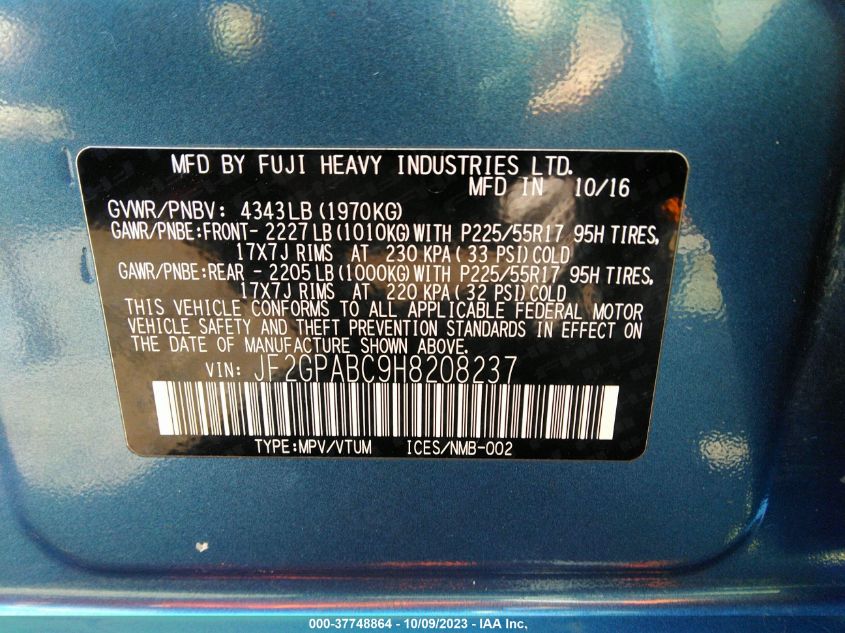 MFD BY FUJI HEAVY INDUSTRIES LTD.
MFD IN 10/16
GVWR/PNBV: 4343LB (1970KG)
GAWR/PNBE:FRONT- 2227LB (1010KG) WITH P225/55R17 95H TIRES,
17X7J RIMS AT 230 KPA (33 PSI) COLD
GAWR/PNBE:REAR - 2205LB (1000KG) WITH P225/55R17 95H TIRES,
17X7J RIMS AT 220 KPA (32 PSI) COLD
THIS VEHICLE CONFORMS TO ALL APPLICABLE FEDERAL MOTOR
VEHICLE SAFETY AND THEFT PREVENTION STANDARDS IN EFFECT ON
THE DATE OF MANUFACTURE SHOWN ABOVE.
VIN: JF2GPABC9H8208237
TYPE:MPV/VTUM ICES/NMB-002
000-37748864 - 10/09/2023 - IAA Inc.